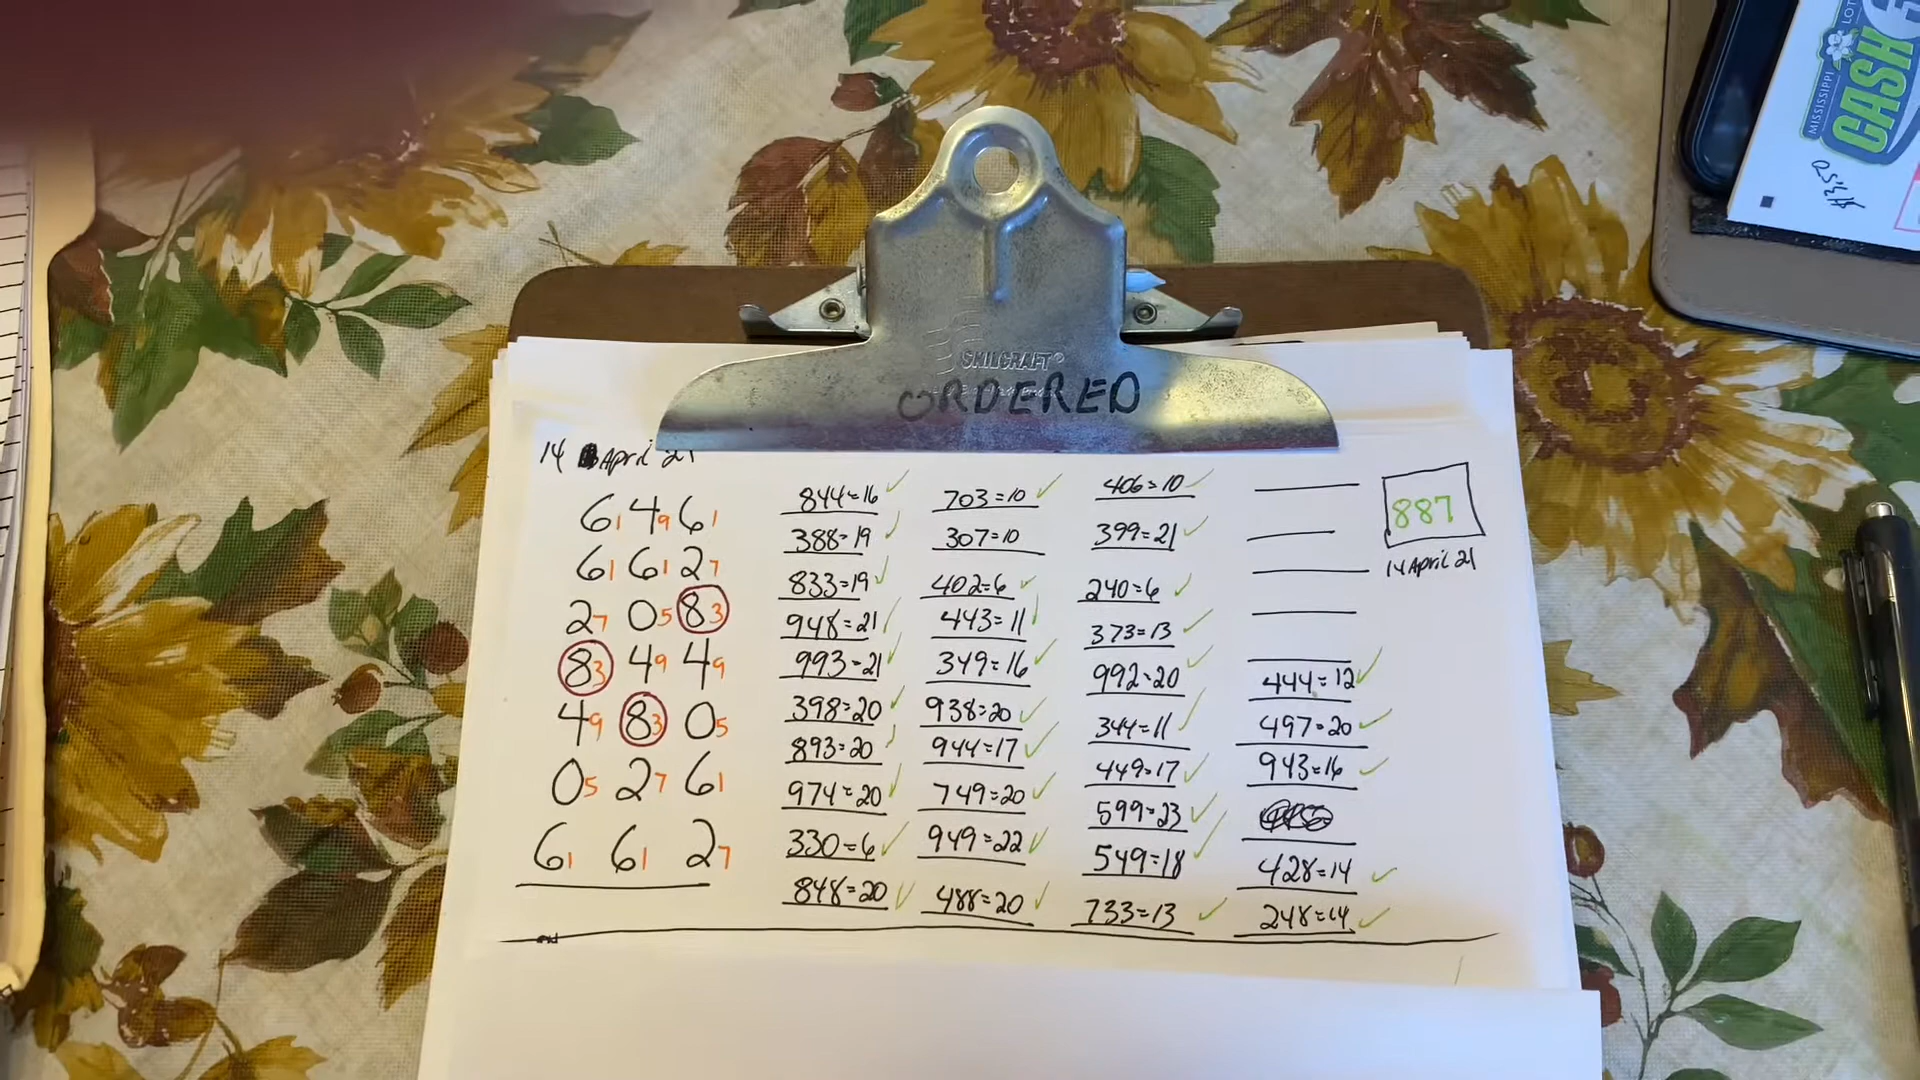 MISSISSIPPI LOT
CASH 3
SKILCRAFT®
ORDERED
14 April 21
6 1 4 9 6 1
6 1 6 1 2 7
2 7 0 5 8 3
8 3 4 9 4 9
4 9 8 3 0 5
0 5 2 7 6 1
6 1 6 1 2 7
844=16 ✓
388=19 ✓
833=19 ✓
948=21 ✓
993=21 ✓
398=20 ✓
893=20 ✓
974=20 ✓
330=6 ✓
848=20 ✓
703=10 ✓
307=10
402=6 ✓
443=11 ✓
349=16 ✓
938=20 ✓
944=17 ✓
749=20 ✓
949=22 ✓
488=20 ✓
406=10 ✓
399=21 ✓
240=6 ✓
373=13 ✓
992=20 ✓
344=11 ✓
449=17 ✓
599=23 ✓
549=18 ✓
733=13 ✓
444=12 ✓
497=20 ✓
943=16 ✓
428=14 ✓
248=14 ✓
887
14 April 21